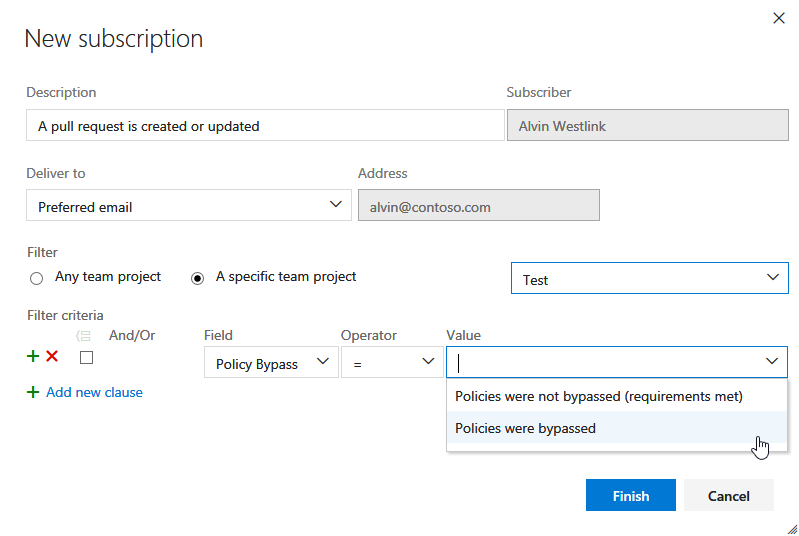 New subscription
Description Subscriber
A pull request is created or updated Alvin Westlink
Deliver to Address
Preferred email alvin@contoso.com
Filter
Any team project A specific team project Test
Filter criteria
And/Or Field Operator Value
Policy Bypass =
Add new clause
Policies were not bypassed (requirements met)
Policies were bypassed
Finish Cancel